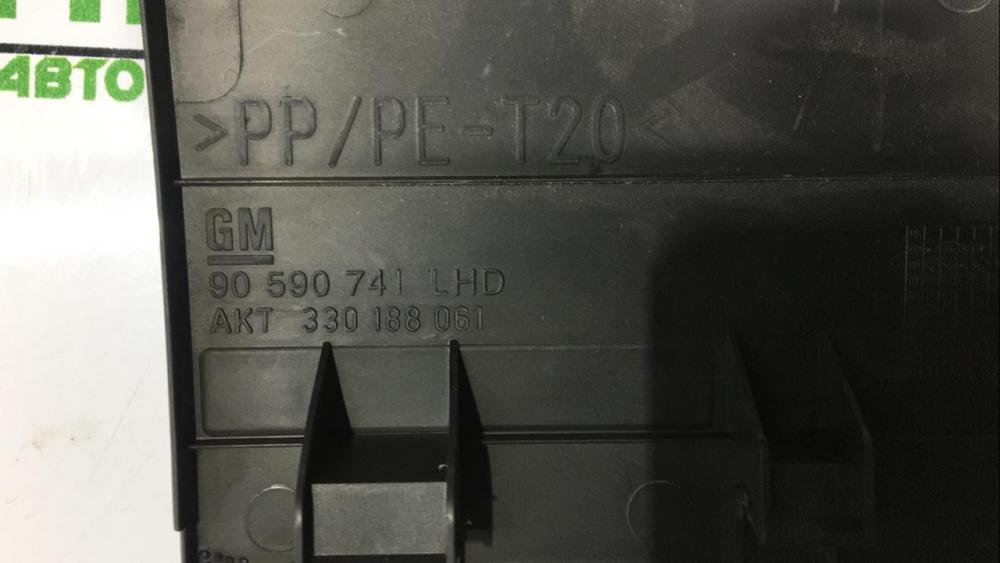 АВТО
>PP/PE-T20<
GM
90 590 741 LHD
AKT 330 188 061